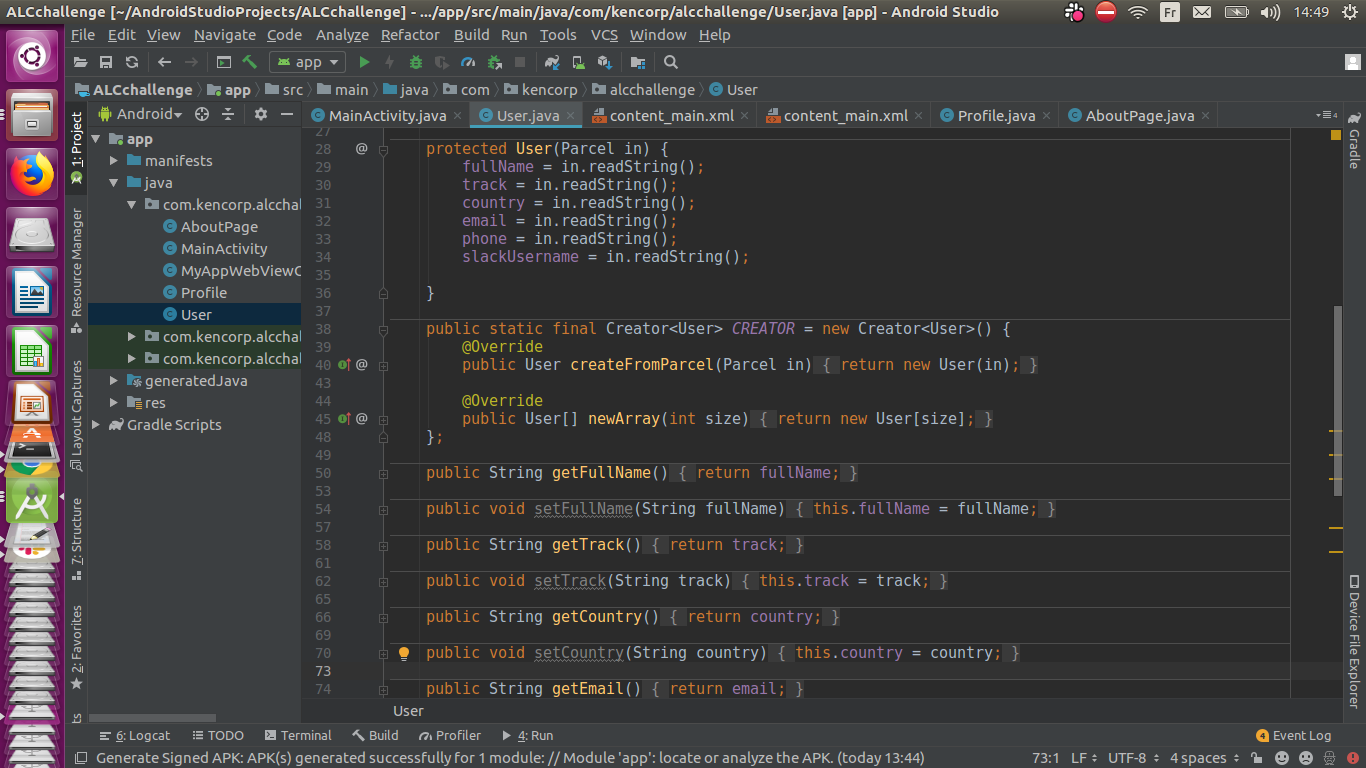 ALCchallenge [~/AndroidStudioProjects/ALCchallenge] - .../app/src/main/java/com/kencorp/alcchallenge/User.java [app] - Android Studio
Fr
14:49
File Edit View Navigate Code Analyze Refactor Build Run Tools VCS Window Help
app
ALCchallenge app src main java com kencorp alcchallenge User
Android
MainActivity.java User.java content_main.xml content_main.xml Profile.java AboutPage.java
1: Project
Resource Manager
Layout Captures
7: Structure
2: Favorites
app
manifests
java
com.kencorp.alcchal
AboutPage
MainActivity
MyAppWebViewC
Profile
User
com.kencorp.alcchal
com.kencorp.alcchal
generatedJava
res
Gradle Scripts
27
28 @ protected User(Parcel in) {
29 fullName = in.readString();
30 track = in.readString();
31 country = in.readString();
32 email = in.readString();
33 phone = in.readString();
34 slackUsername = in.readString();
35
36 }
37
38 public static final Creator<User> CREATOR = new Creator<User>() {
39 @Override
40 @ public User createFromParcel(Parcel in) { return new User(in); }
43
44 @Override
45 @ public User[] newArray(int size) { return new User[size]; }
48 };
49
50 public String getFullName() { return fullName; }
53
54 public void setFullName(String fullName) { this.fullName = fullName; }
57
58 public String getTrack() { return track; }
61
62 public void setTrack(String track) { this.track = track; }
65
66 public String getCountry() { return country; }
69
70 public void setCountry(String country) { this.country = country; }
73
74 public String getEmail() { return email; }
User
Gradle
Device File Explorer
6: Logcat TODO Terminal Build Profiler 4: Run 4 Event Log
Generate Signed APK: APK(s) generated successfully for 1 module: // Module 'app': locate or analyze the APK. (today 13:44) 73:1 LF UTF-8 4 spaces